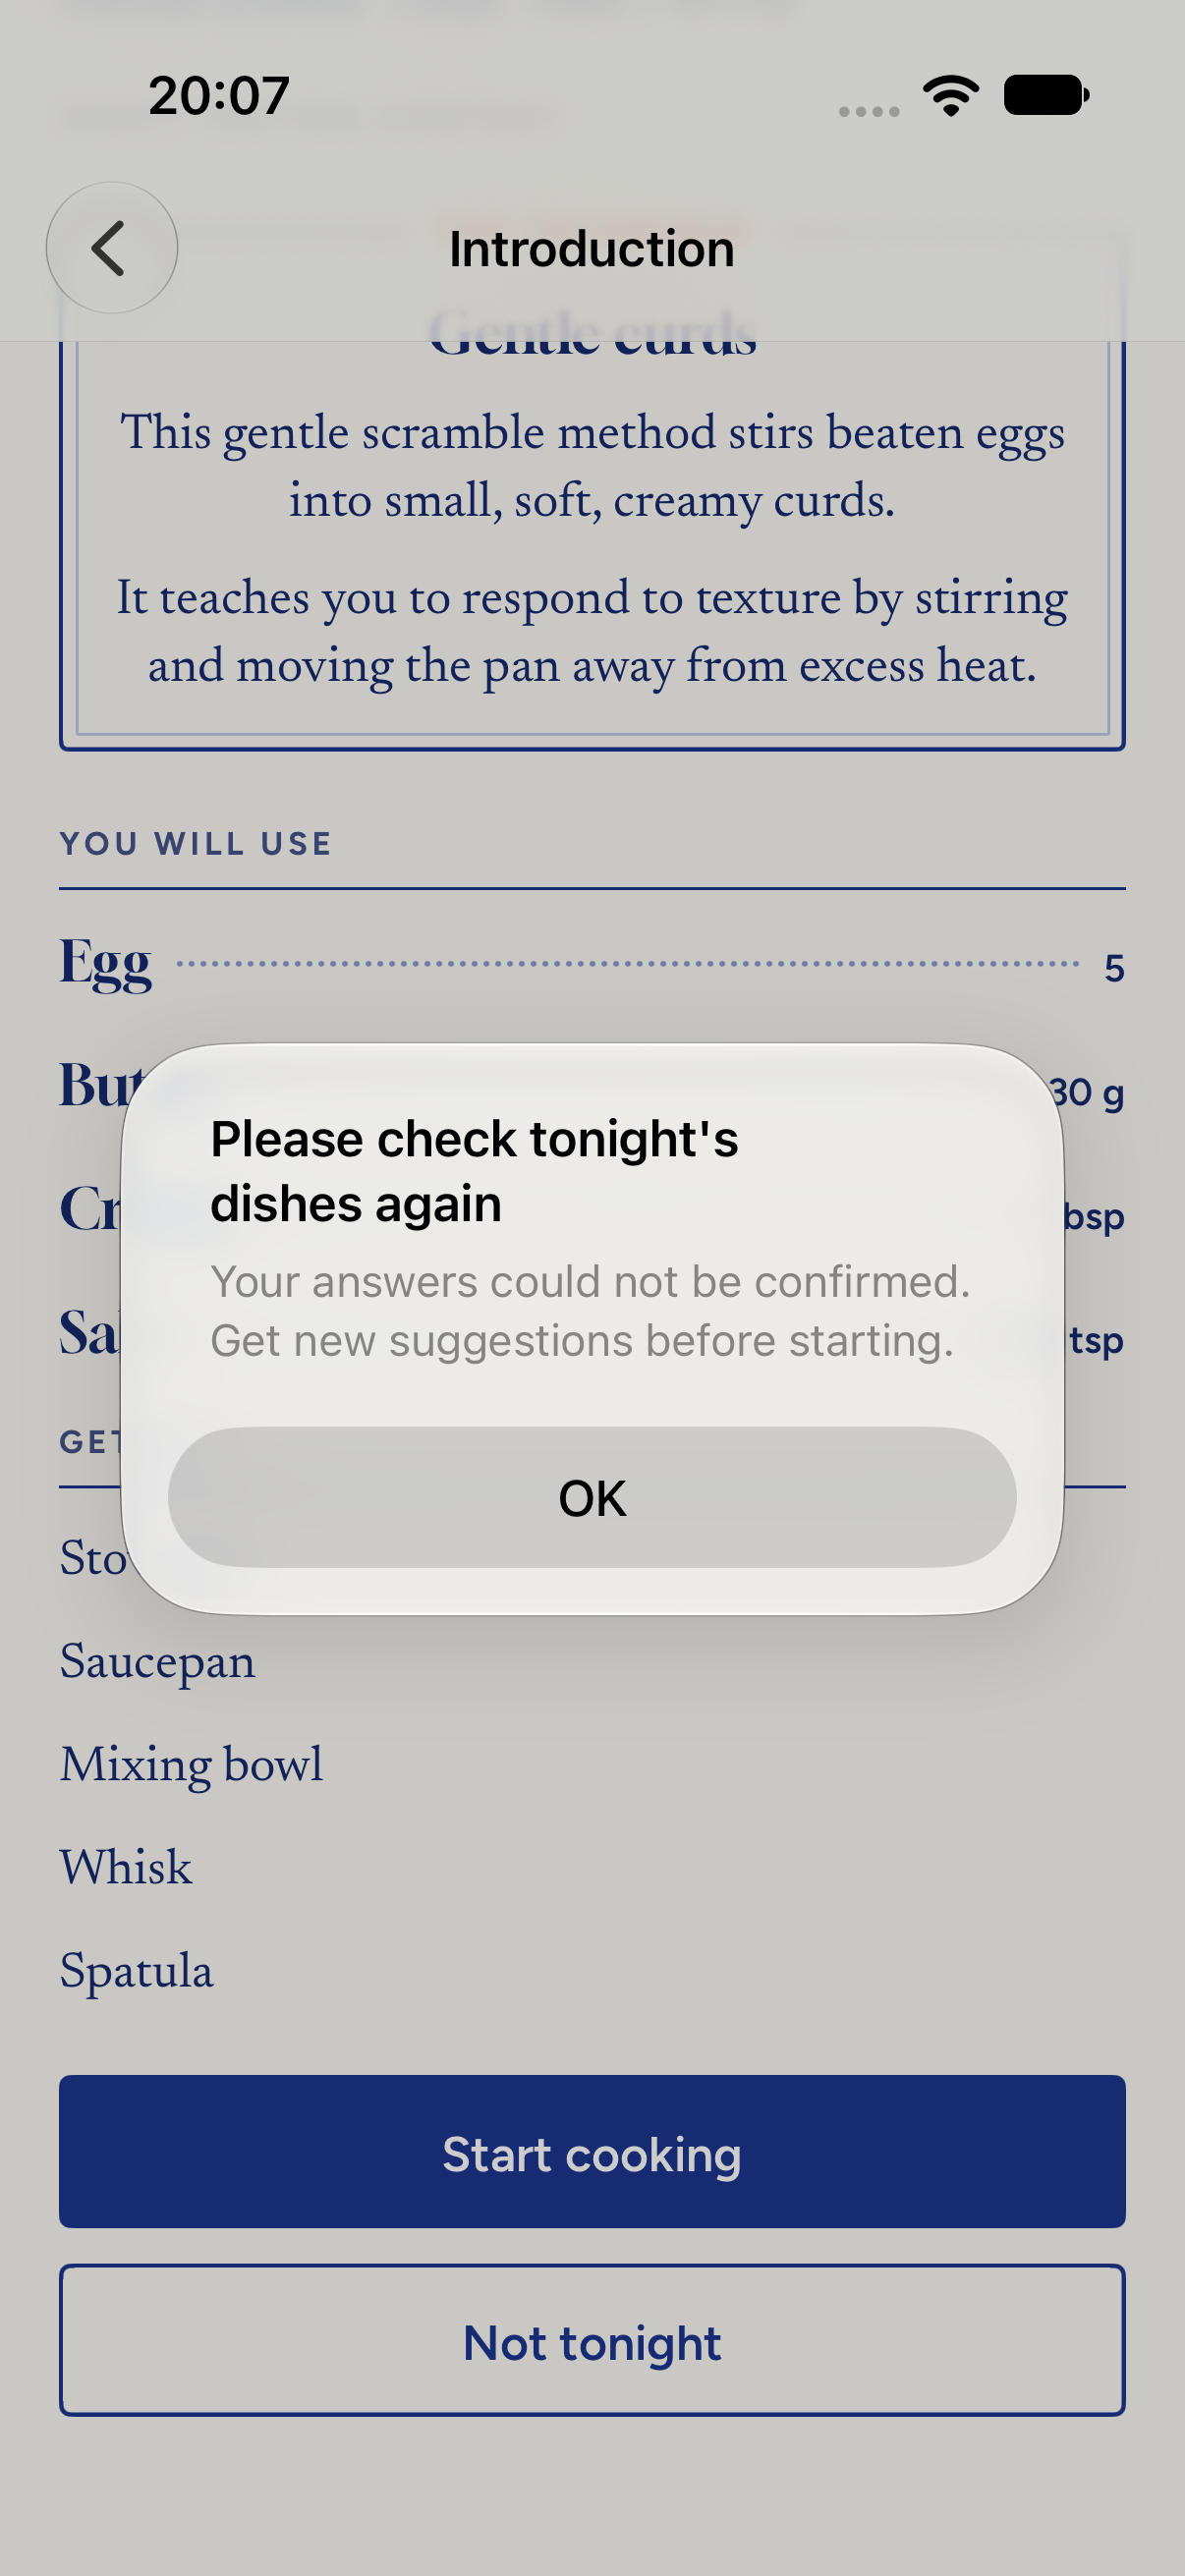 20:07
Introduction
Gentle curds
This gentle scramble method stirs beaten eggs
into small, soft, creamy curds.
It teaches you to respond to texture by stirring
and moving the pan away from excess heat.
YOU WILL USE
Egg 5
30 g
tsp
Please check tonight's
dishes again
Your answers could not be confirmed.
Get new suggestions before starting.
OK
Saucepan
Mixing bowl
Whisk
Spatula
Start cooking
Not tonight